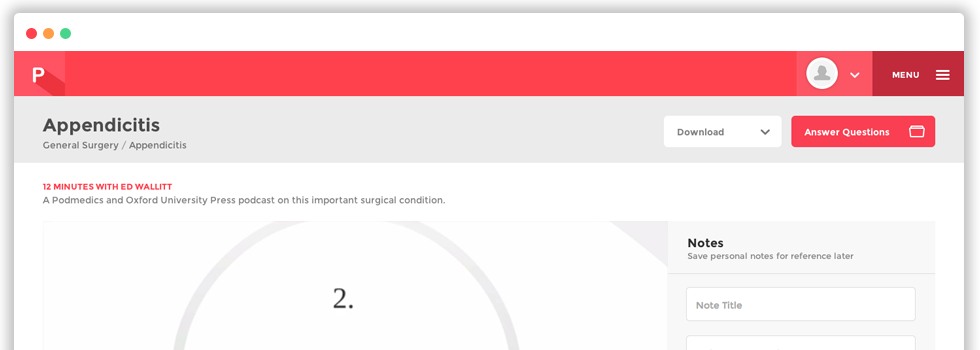 P
MENU
Appendicitis
General Surgery / Appendicitis
Download
Answer Questions
12 MINUTES WITH ED WALLITT
A Podmedics and Oxford University Press podcast on this important surgical condition.
2.
Notes
Save personal notes for reference later
Note Title